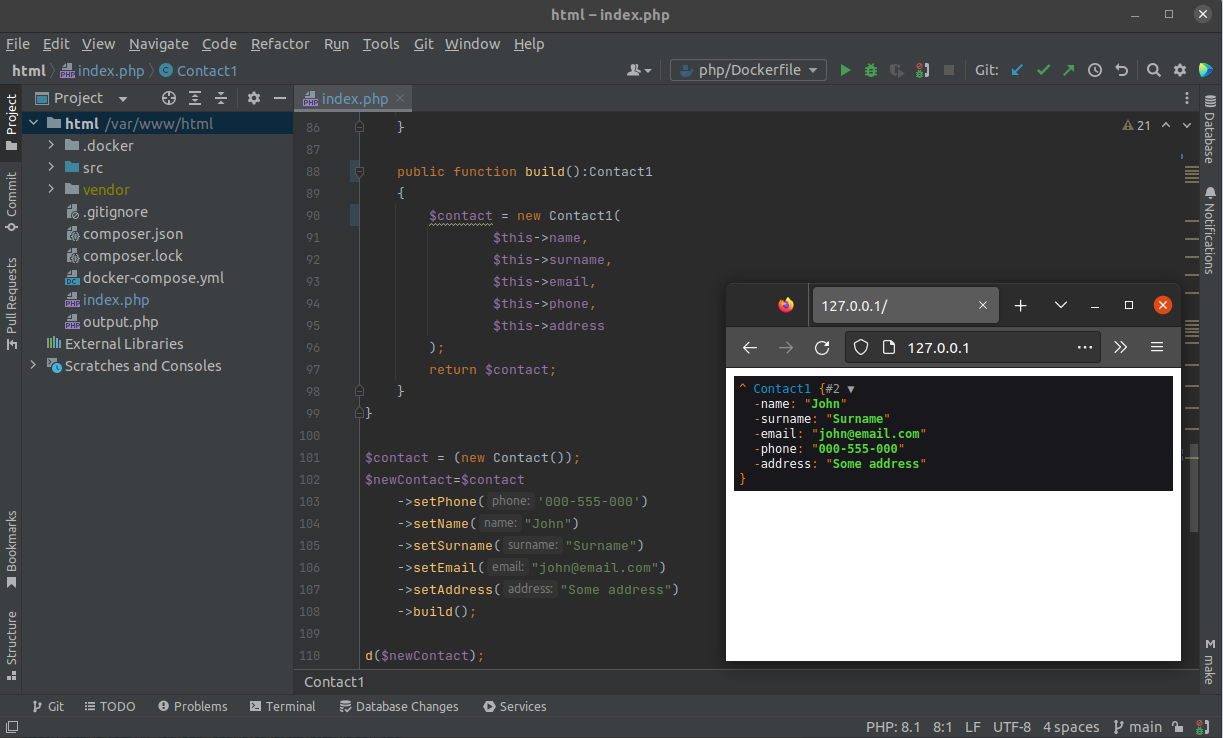 html – index.php
File Edit View Navigate Code Refactor Run Tools Git Window Help
html index.php Contact1 php/Dockerfile Git:
Project
index.php
Project
Commit
Pull Requests
Bookmarks
Structure
html /var/www/html
.docker
src
vendor
.gitignore
composer.json
composer.lock
docker-compose.yml
index.php
output.php
External Libraries
Scratches and Consoles
21
86 }
87
88 public function build():Contact1
89 {
90 $contact = new Contact1(
91 $this->name,
92 $this->surname,
93 $this->email,
94 $this->phone,
95 $this->address
96 );
97 return $contact;
98 }
99 }
100
101 $contact = (new Contact());
102 $newContact=$contact
103 ->setPhone( phone: '000-555-000')
104 ->setName( name: "John")
105 ->setSurname( surname: "Surname")
106 ->setEmail( email: "john@email.com")
107 ->setAddress( address: "Some address")
108 ->build();
109
110 d($newContact);
Contact1
127.0.0.1/
127.0.0.1
^ Contact1 {#2 ▼
-name: "John"
-surname: "Surname"
-email: "john@email.com"
-phone: "000-555-000"
-address: "Some address"
}
Database
Notifications
M make
Git TODO Problems Terminal Database Changes Services
PHP: 8.1 8:1 LF UTF-8 4 spaces main